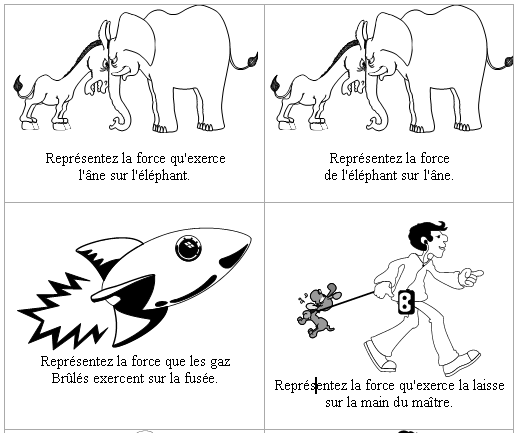 Représentez la force qu'exerce
l'âne sur l'éléphant.
Représentez la force
de l'éléphant sur l'âne.
Représentez la force que les gaz
Brûlés exercent sur la fusée.
Représentez la force qu'exerce la laisse
sur la main du maître.